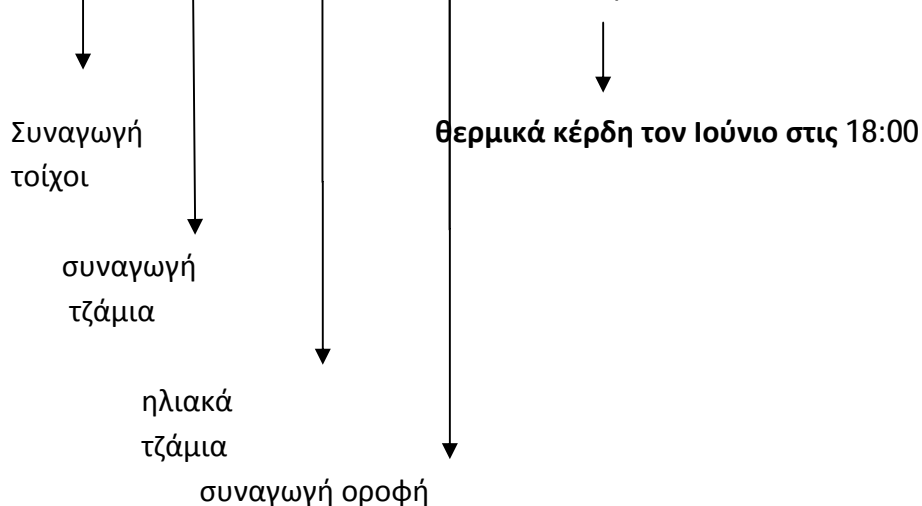 Συναγωγή
τοίχοι
θερμικά κέρδη τον Ιούνιο στις 18:00
συναγωγή
τζάμια
ηλιακά
τζάμια
συναγωγή οροφή